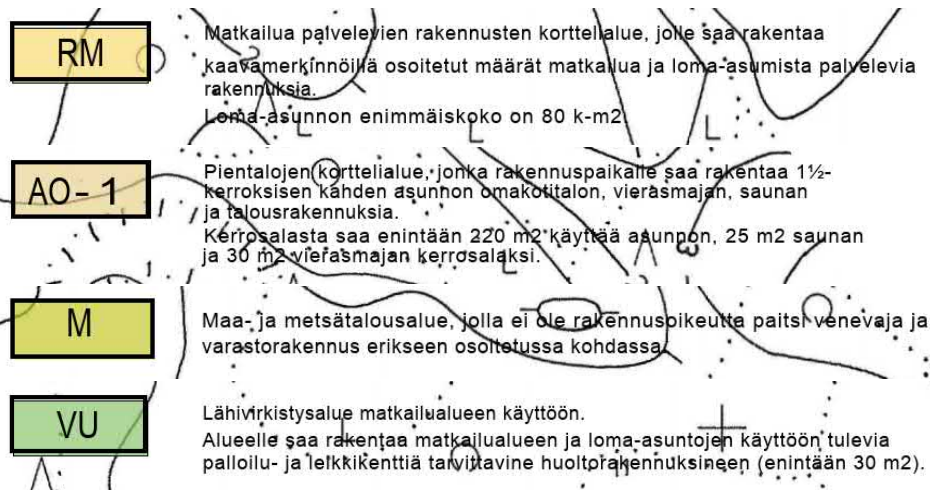 RM
Matkailua palvelevien rakennusten korttelialue, jolle saa rakentaa
kaavamerkinnöillä osoitetut määrät matkailua ja loma-asumista palvelevia
rakennuksia.
Loma-asunnon enimmäiskoko on 80 k-m2.
AO- 1
Pientalojen korttelialue, jonka rakennuspaikalle saa rakentaa 1½-
kerroksisen kahden asunnon omakotitalon, vierasmajan, saunan
ja talousrakennuksia.
Kerrosalasta saa enintään 220 m2 käyttää asunnon, 25 m2 saunan
ja 30 m2 vierasmajan kerrosalaksi.
M
Maa- ja metsätalousalue, jolla ei ole rakennusoikeutta paitsi venevaja ja
varastorakennus erikseen osoitetussa kohdassa.
VU
Lähivirkistysalue matkailualueen käyttöön.
Alueelle saa rakentaa matkailualueen ja loma-asuntojen käyttöön tulevia
palloilu- ja leikkikenttiä tarvittavine huoltorakennuksineen (enintään 30 m2).